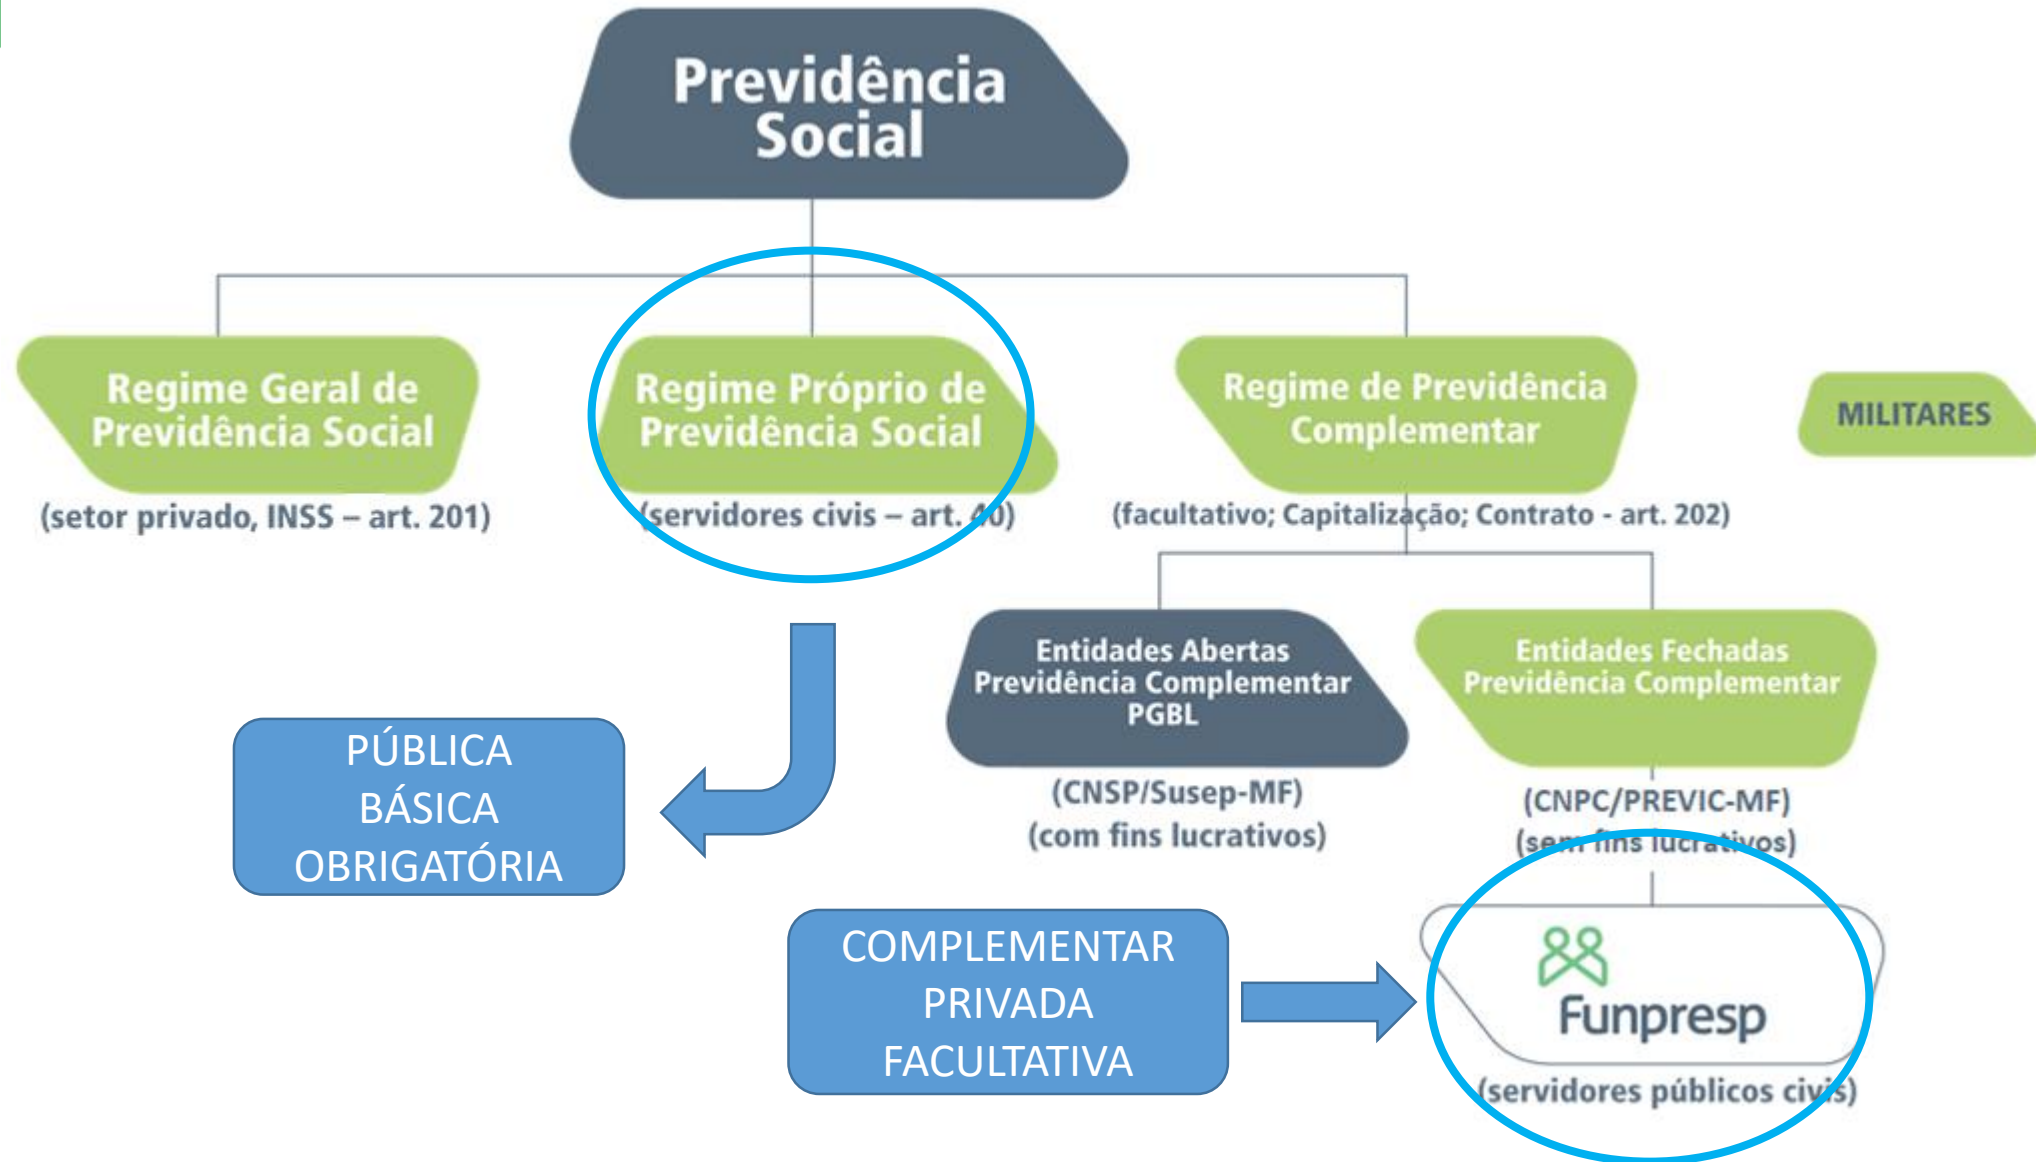 Previdência
Social
Regime Geral de
Previdência Social
(setor privado, INSS – art. 201)
Regime Próprio de
Previdência Social
(servidores civis – art. 40)
Regime de Previdência
Complementar
(facultativo; Capitalização; Contrato - art. 202)
MILITARES
Entidades Abertas
Previdência Complementar
PGBL
(CNSP/Susep-MF)
(com fins lucrativos)
Entidades Fechadas
Previdência Complementar
(CNPC/PREVIC-MF)
(sem fins lucrativos)
PÚBLICA
BÁSICA
OBRIGATÓRIA
COMPLEMENTAR
PRIVADA
FACULTATIVA
Funpresp
(servidores públicos civis)